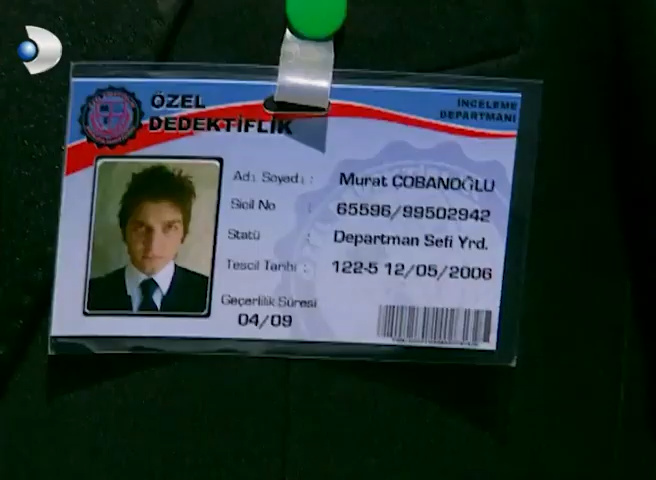 ÖZEL
DEDEKTİFLİK
İNCELEME
DEPARTMANI
Adı Soyadı : Murat ÇOBANOĞLU
Sicil No : 65596/99502942
Statü : Departman Sefi Yrd.
Tescil Tarihi : 122-5 12/05/2006
Geçerlilik Süresi
04/09